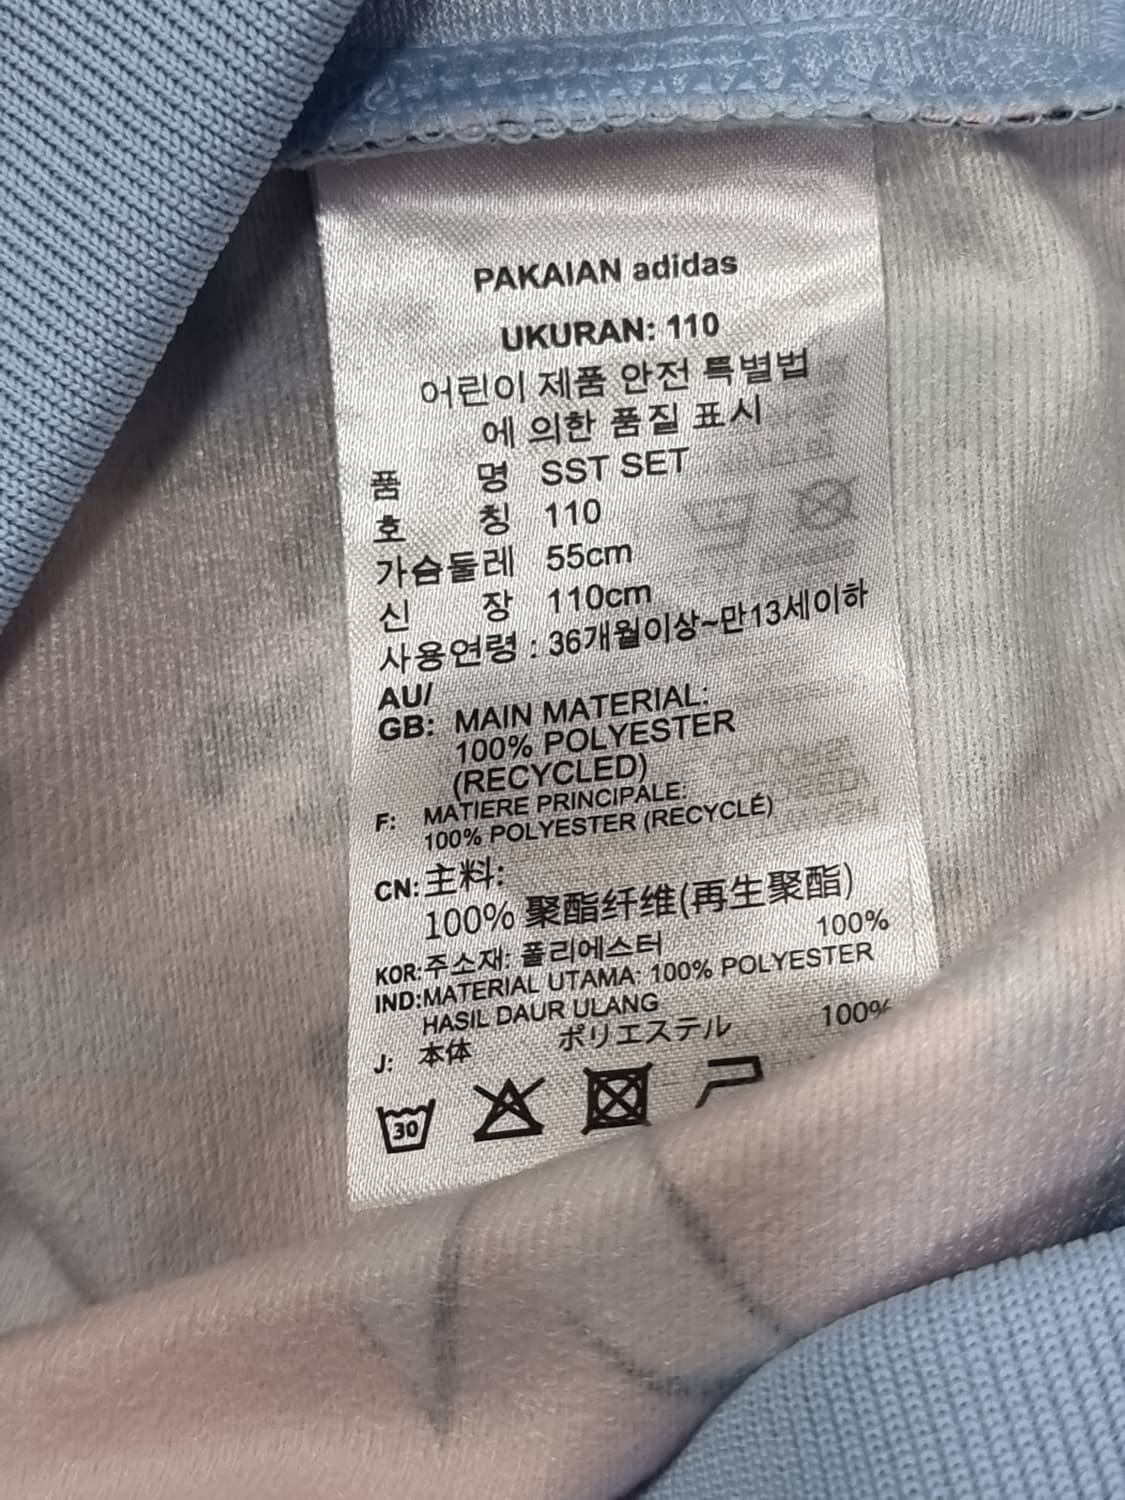 PAKAIAN adidas
UKURAN: 110
어린이 제품 안전 특별법
에 의한 품질 표시
품 명 SST SET
호 칭 110
가슴둘레 55cm
신 장 110cm
사용연령 : 36개월이상~만13세이하
AU/
GB: MAIN MATERIAL:
100% POLYESTER
(RECYCLED)
F: MATIERE PRINCIPALE:
100% POLYESTER (RECYCLÉ)
CN: 主料:
100% 聚酯纤维(再生聚酯)
KOR: 주소재: 폴리에스터 100%
IND: MATERIAL UTAMA: 100% POLYESTER
HASIL DAUR ULANG
J: 本体 ポリエステル 100%
30